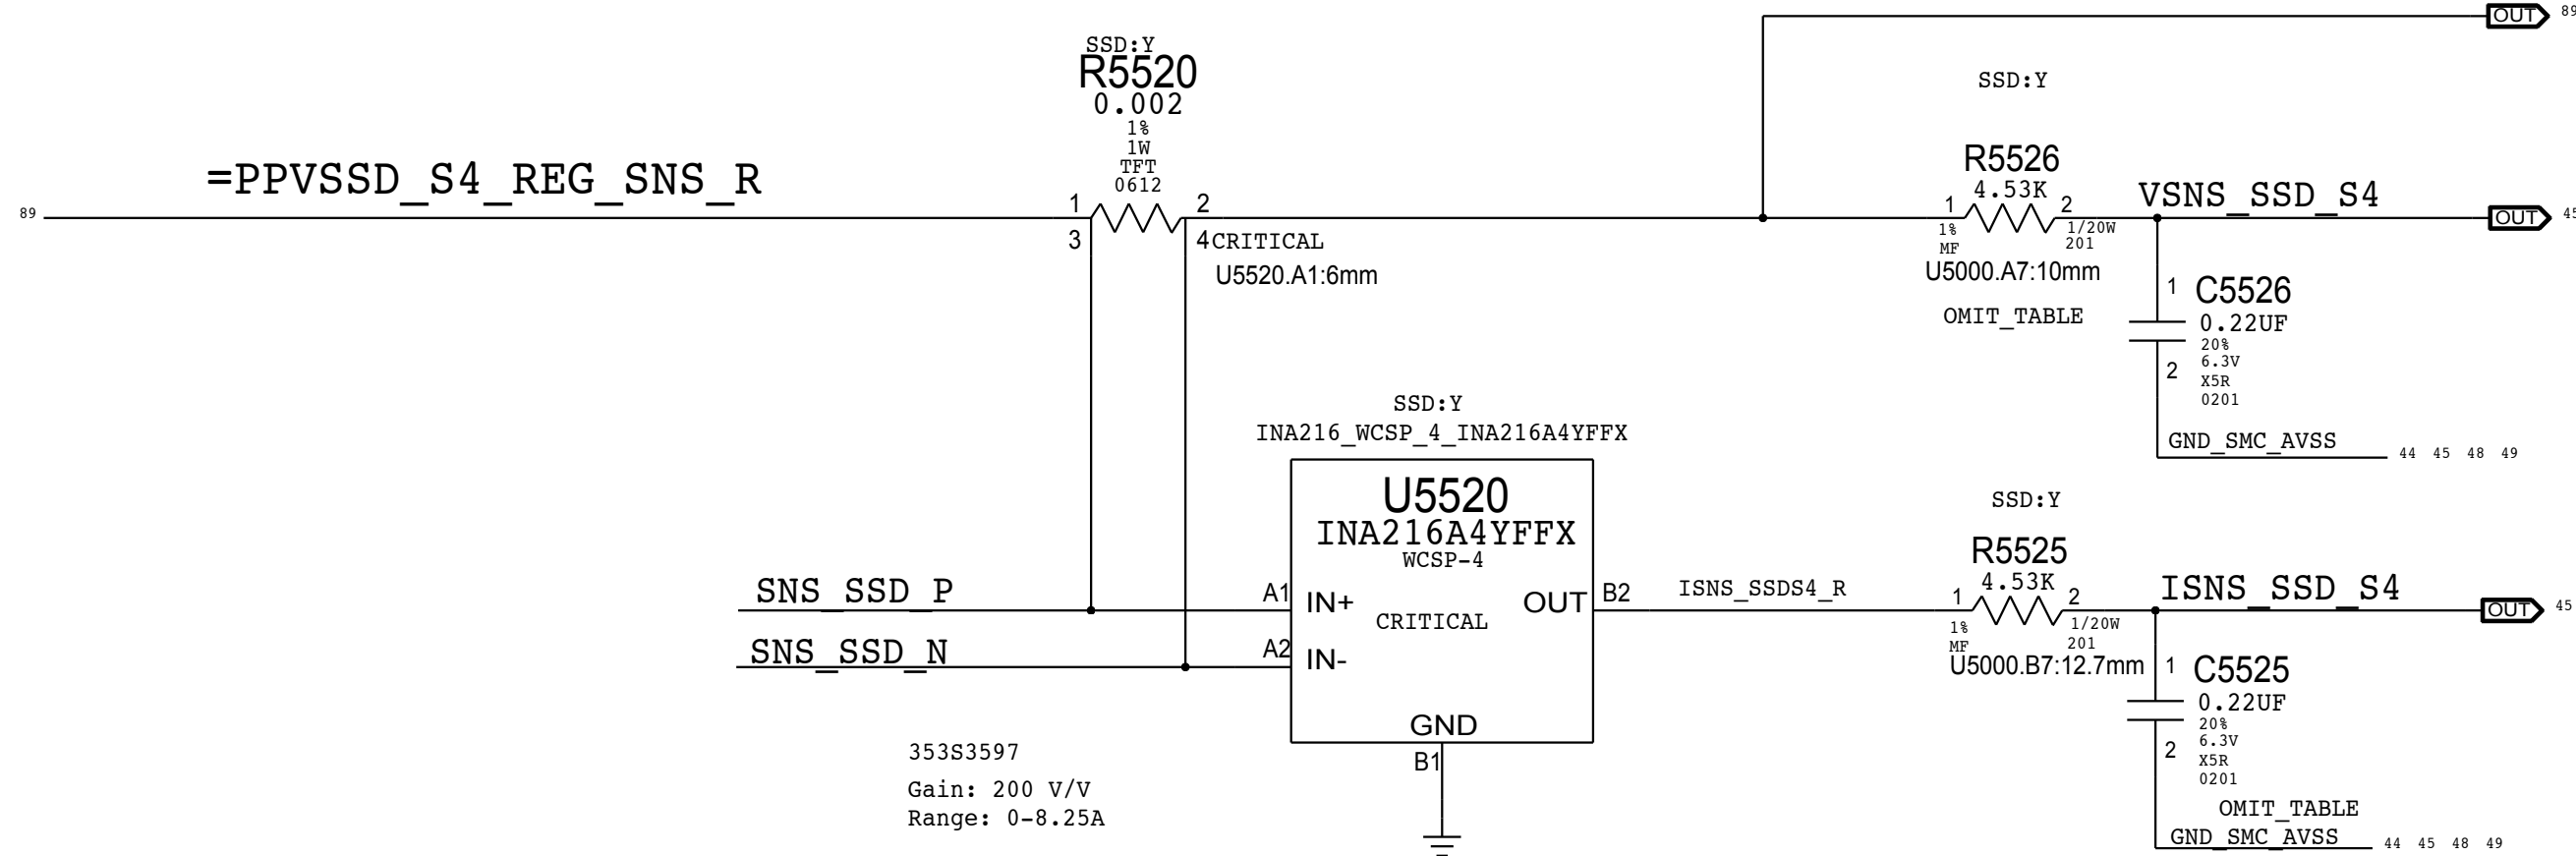 OUT 89
SSD:Y
R5520
0.002
1%
1W
TFT
0612
SSD:Y
=PPVSSD_S4_REG_SNS_R
89
1
2
3
4
CRITICAL
U5520.A1:6mm
R5526
4.53K
1
2
1%
MF
1/20W
201
U5000.A7:10mm
OMIT_TABLE
VSNS_SSD_S4
OUT 45
1
C5526
0.22UF
20%
6.3V
X5R
0201
2
GND_SMC_AVSS 44 45 48 49
SSD:Y
INA216_WCSP_4_INA216A4YFFX
U5520
INA216A4YFFX
WCSP-4
CRITICAL
SNS_SSD_P
A1
IN+
SNS_SSD_N
A2
IN-
OUT
B2
GND
B1
ISNS_SSDS4_R
SSD:Y
R5525
4.53K
1
2
1%
MF
1/20W
201
U5000.B7:12.7mm
ISNS_SSD_S4
OUT 45
1
C5525
0.22UF
20%
6.3V
X5R
0201
2
OMIT_TABLE
GND_SMC_AVSS 44 45 48 49
353S3597
Gain: 200 V/V
Range: 0-8.25A